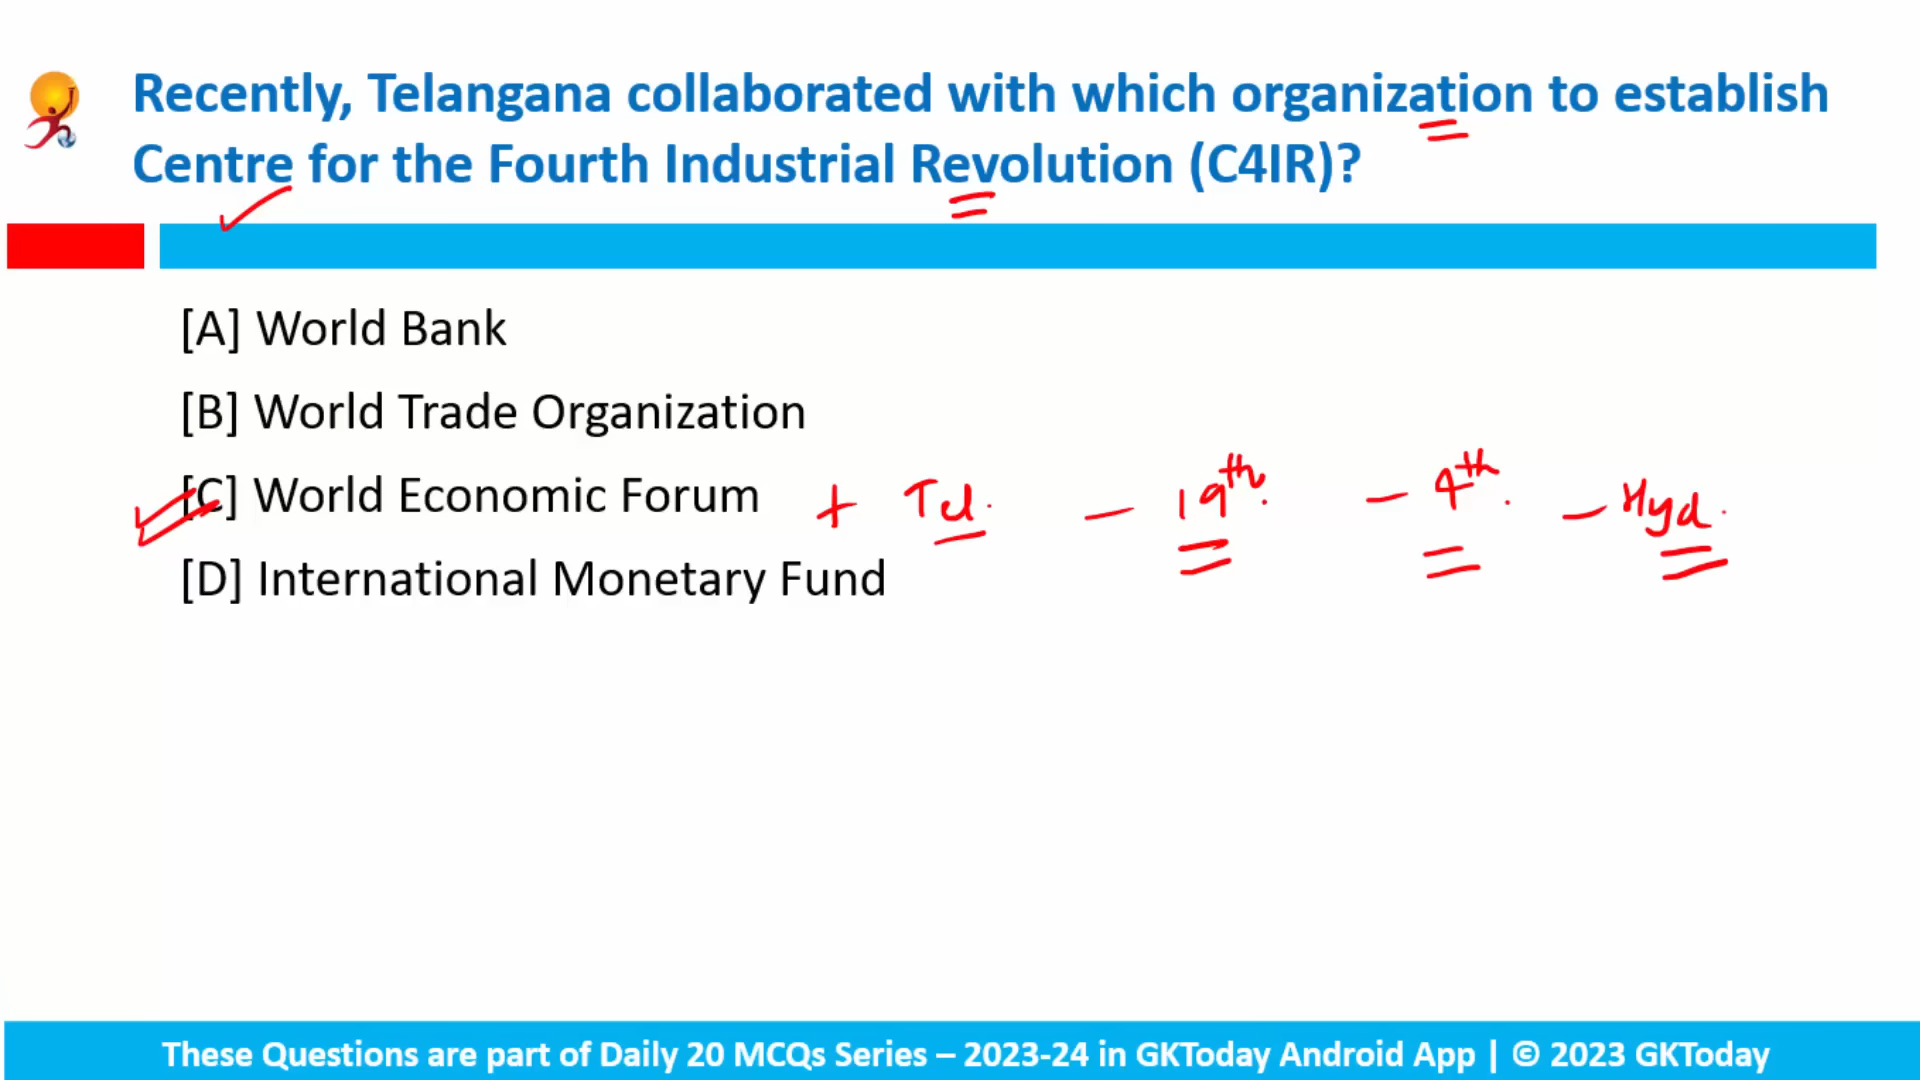 Recently, Telangana collaborated with which organization to establish
Centre for the Fourth Industrial Revolution (C4IR)?
[A] World Bank
[B] World Trade Organization
[C] World Economic Forum + Tel. - 19th. - 4th. - Hyd.
[D] International Monetary Fund
These Questions are part of Daily 20 MCQs Series – 2023-24 in GKToday Android App | © 2023 GKToday